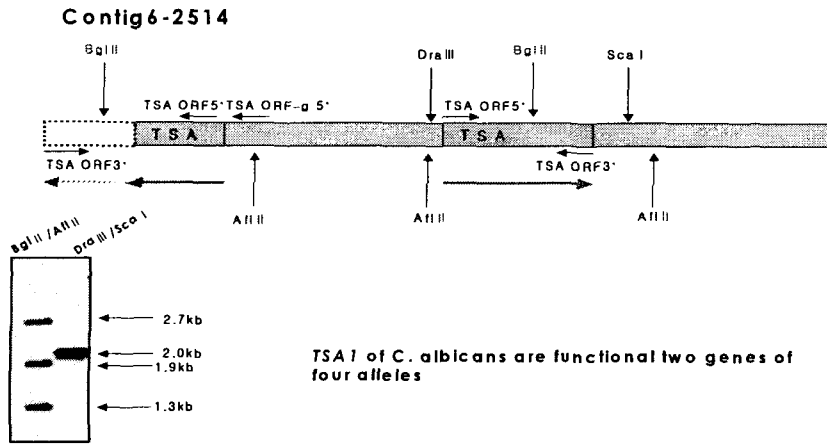 Contig6-2514
BglII DraIII BglII ScaI
TSA ORF5' TSA ORF-g 5' TSA ORF5'
TSA TSA
TSA ORF3' TSA ORF3'
AflII AflII AflII
BglII/AflII DraIII/ScaI
2.7kb
2.0kb
1.9kb
1.3kb
TSA1 of C. albicans are functional two genes of
four alleles